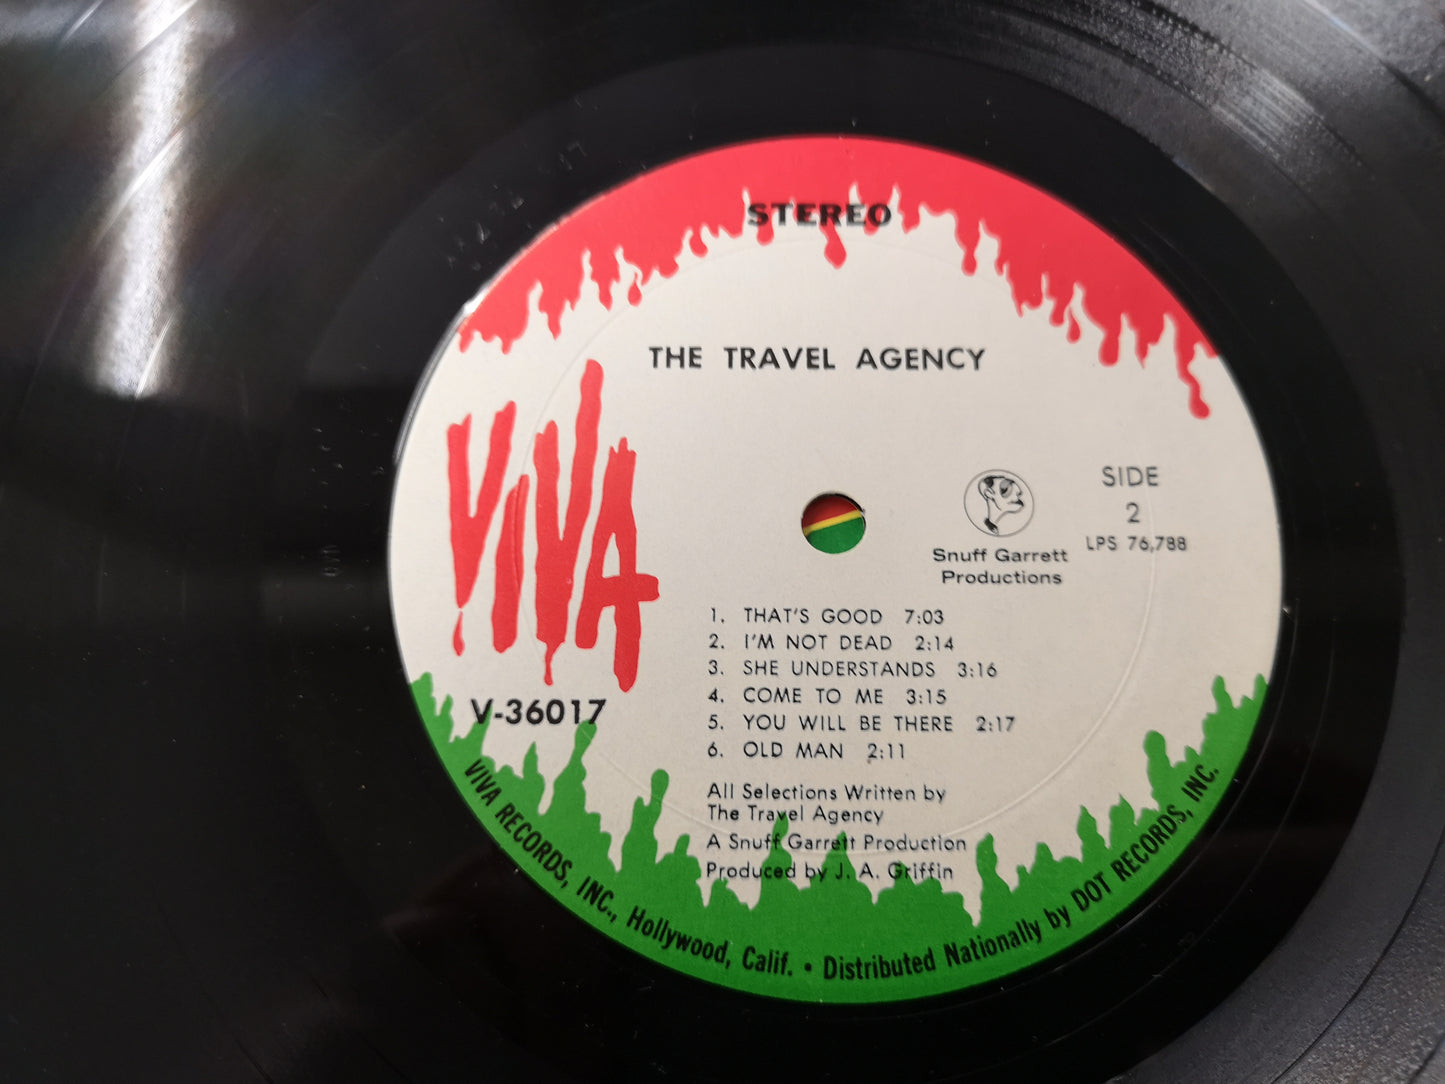 STEREO
THE TRAVEL AGENCY
VIVA
SIDE
2
LPS 76,788
Snuff Garrett
Productions
V-36017
1. THAT'S GOOD 7:03
2. I'M NOT DEAD 2:14
3. SHE UNDERSTANDS 3:16
4. COME TO ME 3:15
5. YOU WILL BE THERE 2:17
6. OLD MAN 2:11
All Selections Written by
The Travel Agency
A Snuff Garrett Production
Produced by J. A. Griffin
VIVA RECORDS, INC., Hollywood, Calif. • Distributed Nationally by DOT RECORDS, INC.